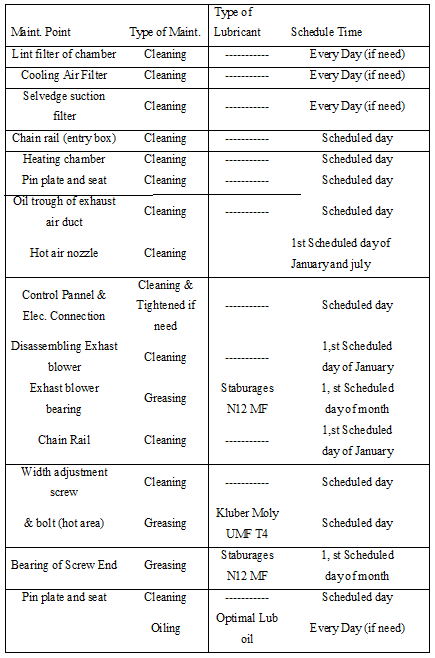 Type of
Maint. Point Type of Maint. Lubricant Schedule Time
Lint filter of chamber Cleaning ----------- Every Day (if need)
Cooling Air Filter Cleaning ----------- Every Day (if need)
Selvedge suction
filter Cleaning ----------- Every Day (if need)
Chain rail (entry box) Cleaning ----------- Scheduled day
Heating chamber Cleaning ----------- Scheduled day
Pin plate and seat Cleaning ----------- Scheduled day
Oil trough of exhaust
air duct Cleaning ----------- Scheduled day
Hot air nozzle Cleaning 1st Scheduled day of
January and july
Control Pannel &
Elec. Connection Cleaning &
Tightened if
need ----------- Scheduled day
Disassembling Exhast
blower Cleaning ----------- 1,st Scheduled
day of January
Exhast blower
bearing Greasing Staburages
N12 MF 1, st Scheduled
day of month
Chain Rail Cleaning ----------- 1,st Scheduled
day of January
Width adjustment
screw Cleaning ----------- Scheduled day
& bolt (hot area) Greasing Kluber Moly
UMF T4 Scheduled day
Bearing of Screw End Greasing Staburages
N12 MF 1, st Scheduled
day of month
Pin plate and seat Cleaning ----------- Scheduled day
Oiling Optimal Lub
oil Every Day (if need)